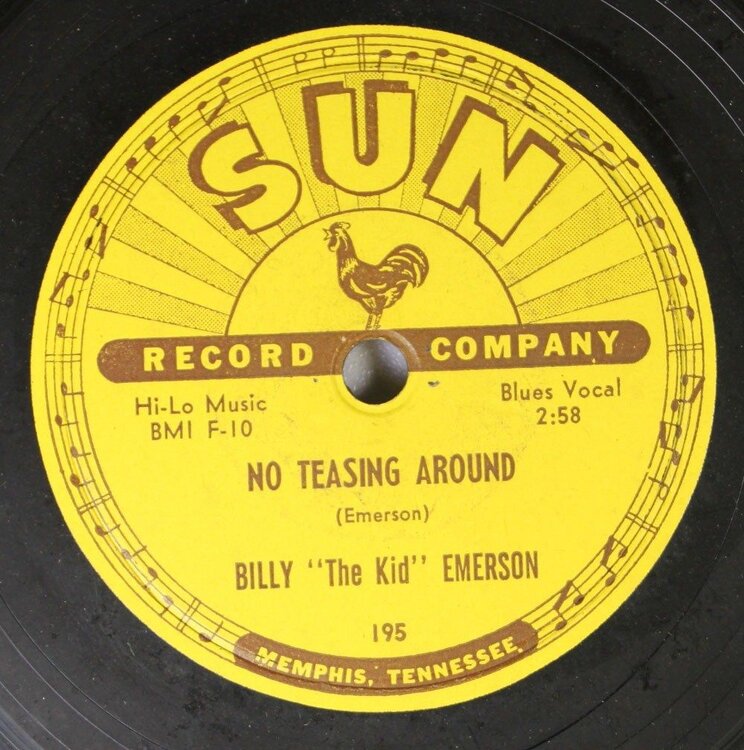 SUN
RECORD COMPANY
Hi-Lo Music
BMI F-10
Blues Vocal
2:58
NO TEASING AROUND
(Emerson)
BILLY "The Kid" EMERSON
195
MEMPHIS, TENNESSEE